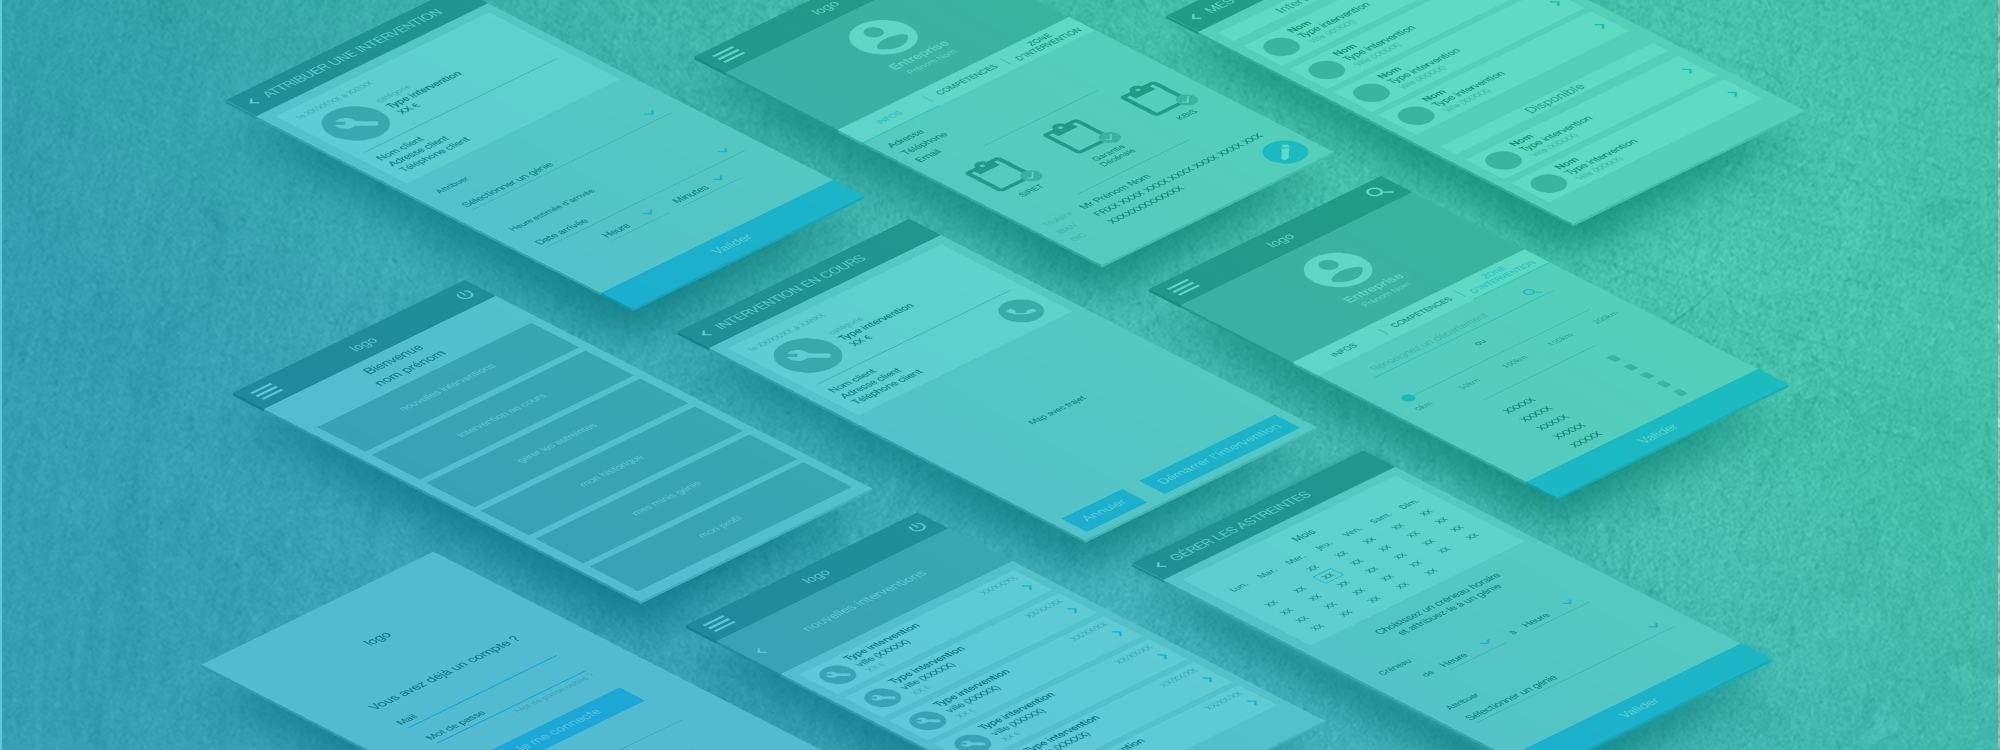 ATTRIBUER UNE INTERVENTION
le XX/XX/XX à XXhXX
catégorie
Type intervention
XX €
Nom client
Adresse client
Téléphone client
Attribuer
Sélectionner un génie
Heure estimée d'arrivée
Date arrivée
Heure
Minutes
Valider
logo
Entreprise
Prénom Nom
INFOS
COMPÉTENCES
ZONE
D'INTERVENTION
Adresse
Téléphone
Email
SIRET
Garantie
Décénale
KBIS
Titulaire
IBAN
BIC
Mr Prénom Nom
FRXX XXXX XXXX XXXX XXXX XXXX XXX
XXXXXXXXXXXXX
MES
Nom
Type intervention
Ville (XXXXX)
Nom
Type intervention
Ville (XXXXX)
Nom
Type intervention
Ville (XXXXX)
Nom
Type intervention
Ville (XXXXX)
Disponible
Nom
Type intervention
Ville (XXXXX)
Nom
Type intervention
Ville (XXXXX)
logo
Bienvenue
nom prénom
nouvelles interventions
intervention en cours
gérer les astreintes
mon historique
mes mini génie
mon profil
INTERVENTION EN COURS
le XX/XX/XX à XXhXX
catégorie
Type intervention
XX €
Nom client
Adresse client
Téléphone client
Map avec trajet
Annuler
Démarrer l'intervention
logo
Entreprise
Prénom Nom
INFOS
COMPÉTENCES
ZONE
D'INTERVENTION
Renseignez un département
ou
0km
50km
100km
150km
200km
XXXXX
XXXXX
XXXXX
XXXXX
XXXXX
Valider
logo
Vous avez déjà un compte ?
Mail
Mot de passe
Mot de passe oublié ?
Je me connecte
logo
nouvelles interventions
Type intervention
ville (XXXXX)
XX €
XX/XX/XX
Type intervention
ville (XXXXX)
XX €
XX/XX/XX
Type intervention
ville (XXXXX)
XX €
XX/XX/XX
Type intervention
ville (XXXXX)
XX €
XX/XX/XX
Type intervention
XX/XX/XX
intervention
XX/XX/XX
GÉRER LES ASTREINTES
Mois
Lun. Mar. Mer. Jeu. Ven. Sam. Dim.
XX XX XX XX XX XX XX
XX XX XX XX XX XX XX
XX XX XX XX XX XX XX
XX XX XX XX XX
Choisissez un créneau horaire
et attribuez-le à un génie
Créneau
de
Heure
à
Heure
Attribuer
Sélectionner un génie
Valider